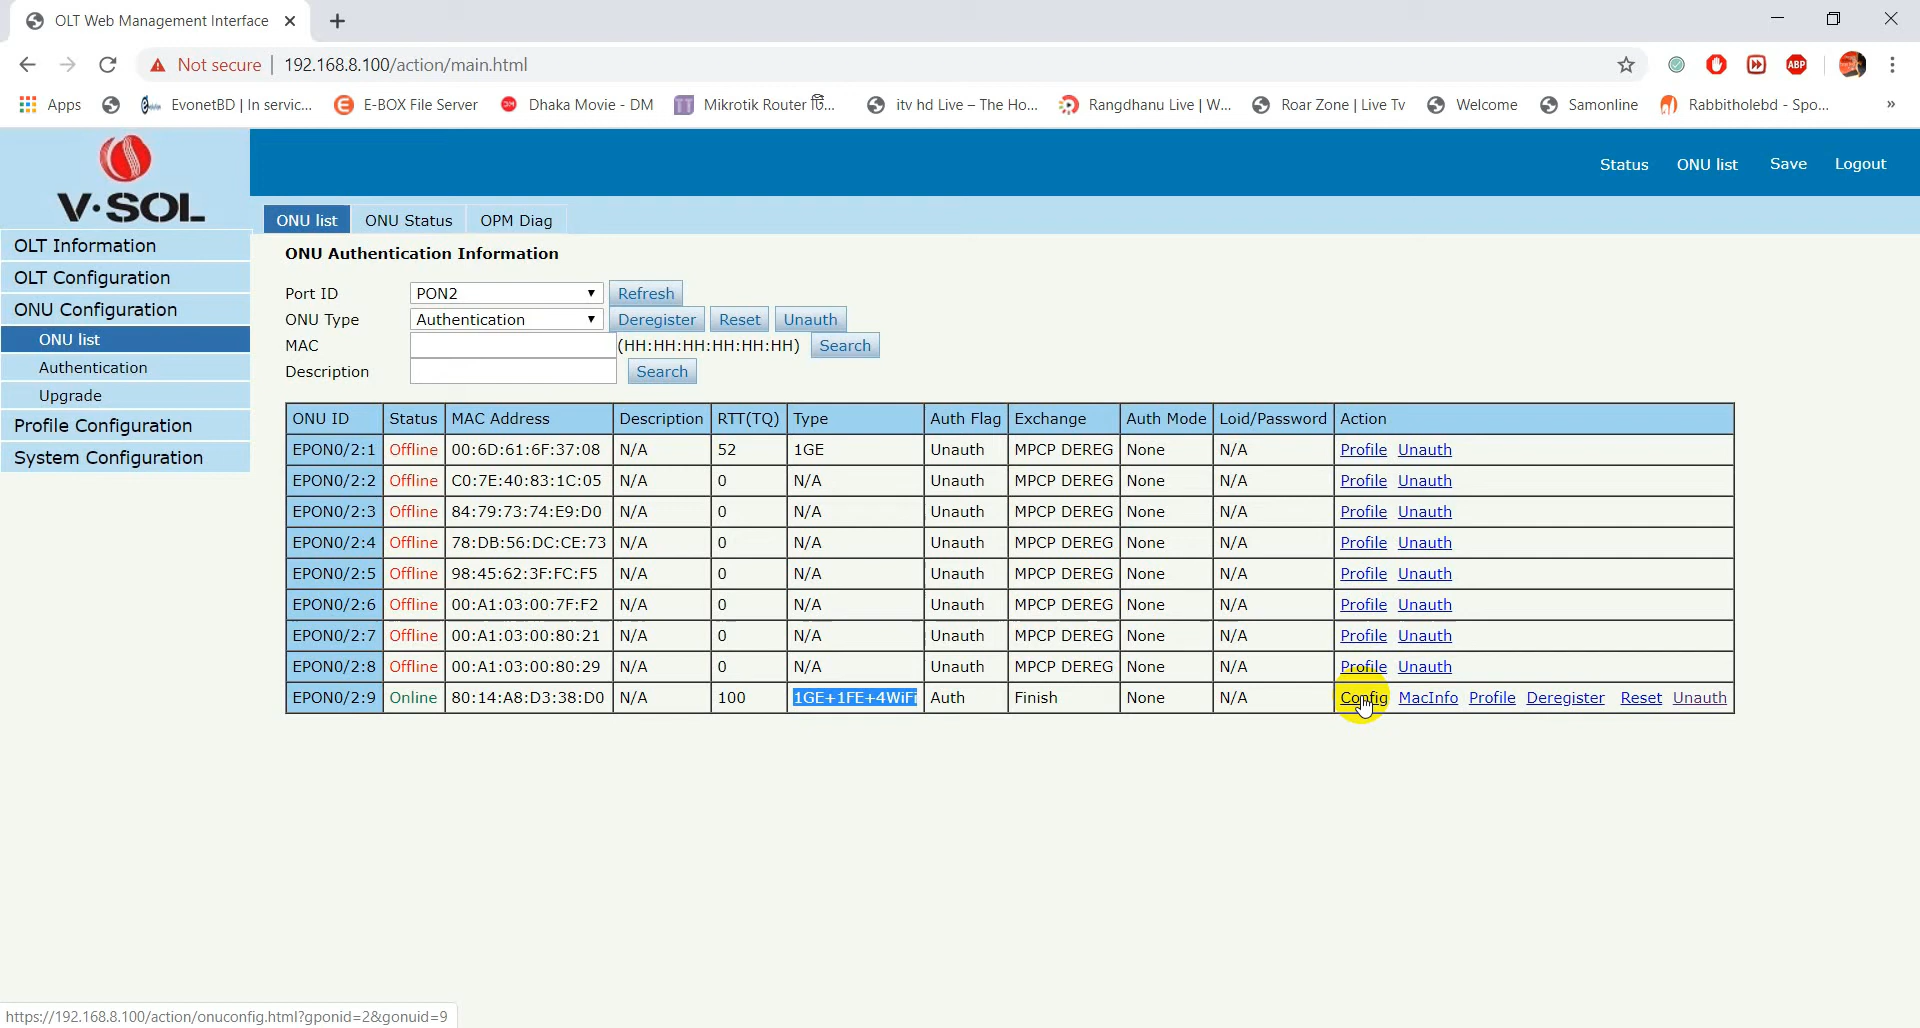 OLT Web Management Interface
Not secure | 192.168.8.100/action/main.html
ABP
Apps EvonetBD | In servic... E-BOX File Server Dhaka Movie - DM Mikrotik Router itv hd Live – The Ho... Rangdhanu Live | W... Roar Zone | Live Tv Welcome Samonline Rabbitholebd - Spo... »
V·SOL
Status ONU list Save Logout
OLT Information
OLT Configuration
ONU Configuration
ONU list
Authentication
Upgrade
Profile Configuration
System Configuration
ONU list ONU Status OPM Diag
ONU Authentication Information
Port ID PON2 Refresh
ONU Type Authentication Deregister Reset Unauth
MAC (HH:HH:HH:HH:HH:HH) Search
Description Search
ONU ID Status MAC Address Description RTT(TQ) Type Auth Flag Exchange Auth Mode Loid/Password Action
EPON0/2:1 Offline 00:6D:61:6F:37:08 N/A 52 1GE Unauth MPCP DEREG None N/A Profile Unauth
EPON0/2:2 Offline C0:7E:40:83:1C:05 N/A 0 N/A Unauth MPCP DEREG None N/A Profile Unauth
EPON0/2:3 Offline 84:79:73:74:E9:D0 N/A 0 N/A Unauth MPCP DEREG None N/A Profile Unauth
EPON0/2:4 Offline 78:DB:56:DC:CE:73 N/A 0 N/A Unauth MPCP DEREG None N/A Profile Unauth
EPON0/2:5 Offline 98:45:62:3F:FC:F5 N/A 0 N/A Unauth MPCP DEREG None N/A Profile Unauth
EPON0/2:6 Offline 00:A1:03:00:7F:F2 N/A 0 N/A Unauth MPCP DEREG None N/A Profile Unauth
EPON0/2:7 Offline 00:A1:03:00:80:21 N/A 0 N/A Unauth MPCP DEREG None N/A Profile Unauth
EPON0/2:8 Offline 00:A1:03:00:80:29 N/A 0 N/A Unauth MPCP DEREG None N/A Profile Unauth
EPON0/2:9 Online 80:14:A8:D3:38:D0 N/A 100 1GE+1FE+4WiFi Auth Finish None N/A Config MacInfo Profile Deregister Reset Unauth
https://192.168.8.100/action/onuconfig.html?gponid=2&gonuid=9